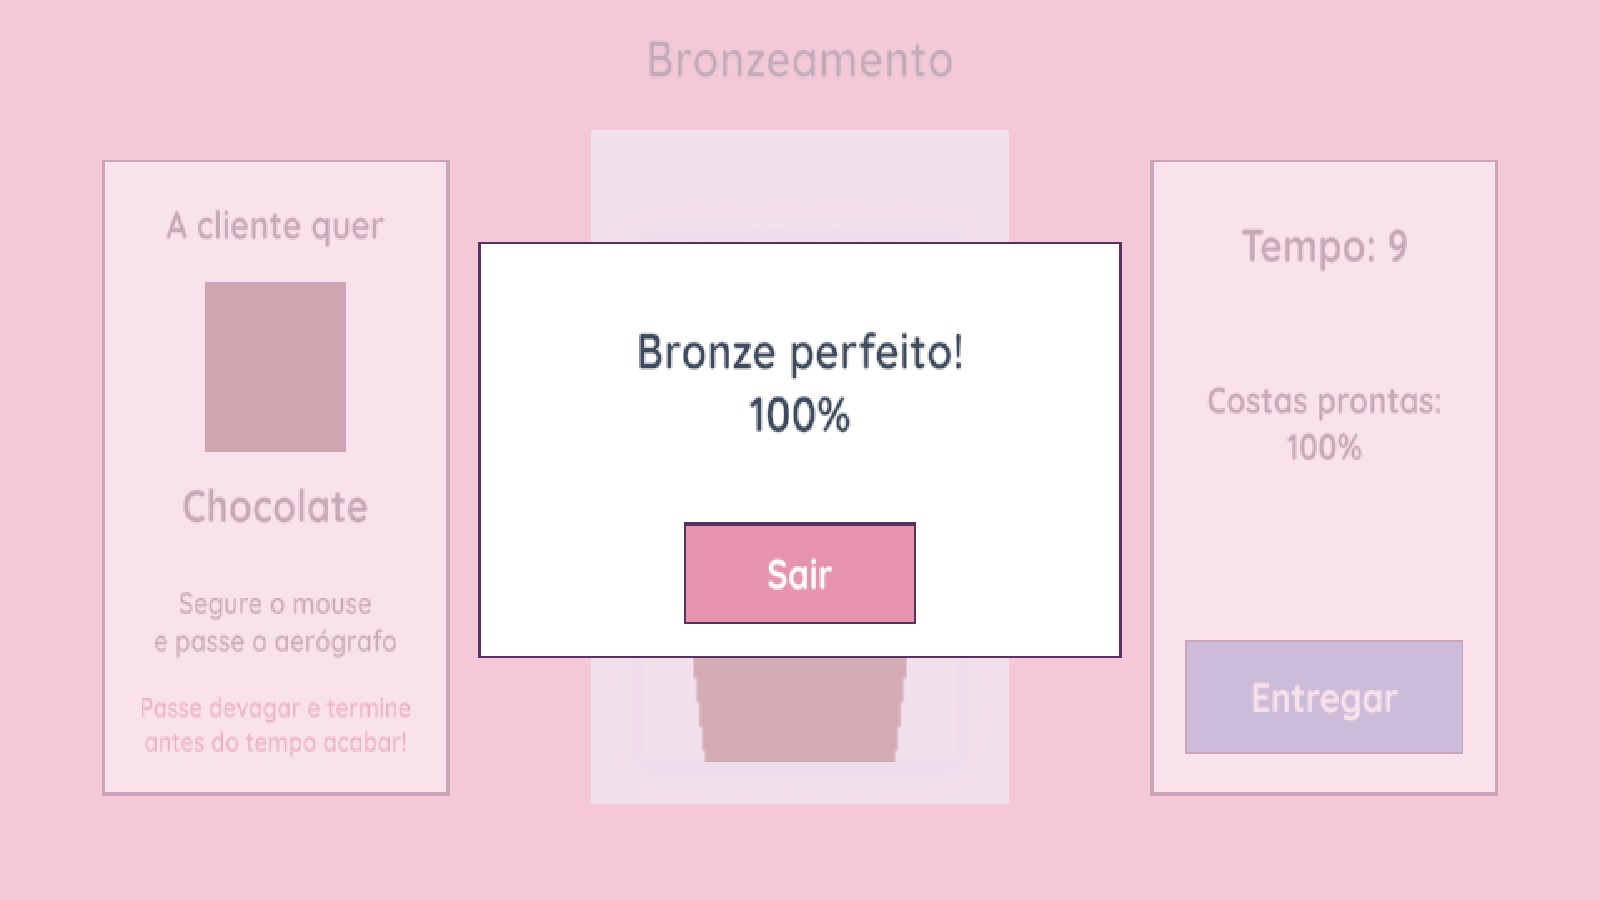 Bronzeamento
A cliente quer
Chocolate
Segure o mouse
e passe o aerógrafo
Passe devagar e termine
antes do tempo acabar!
Bronze perfeito!
100%
Sair
Tempo: 9
Costas prontas:
100%
Entregar